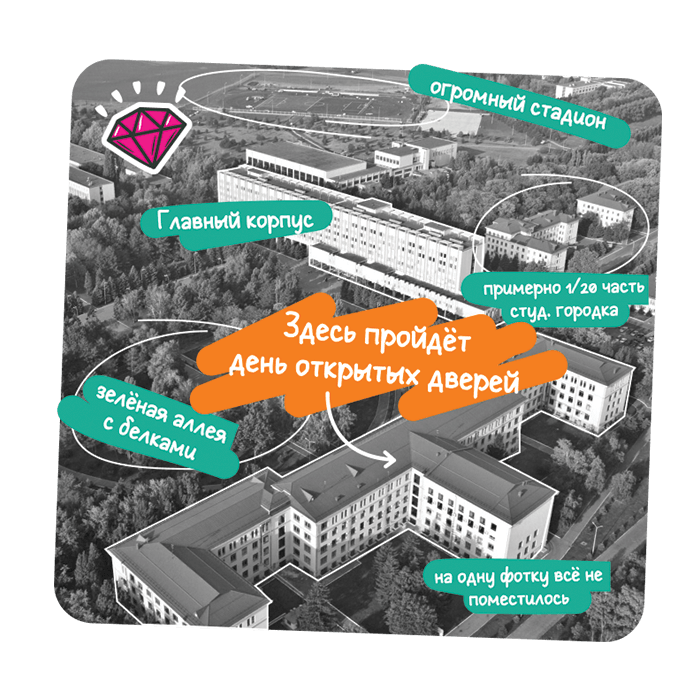 огромный стадион
Главный корпус
примерно 1/20 часть
студ. городка
Здесь пройдёт
день открытых дверей
зелёная аллея
с белками
на одну фотку всё не
поместилось